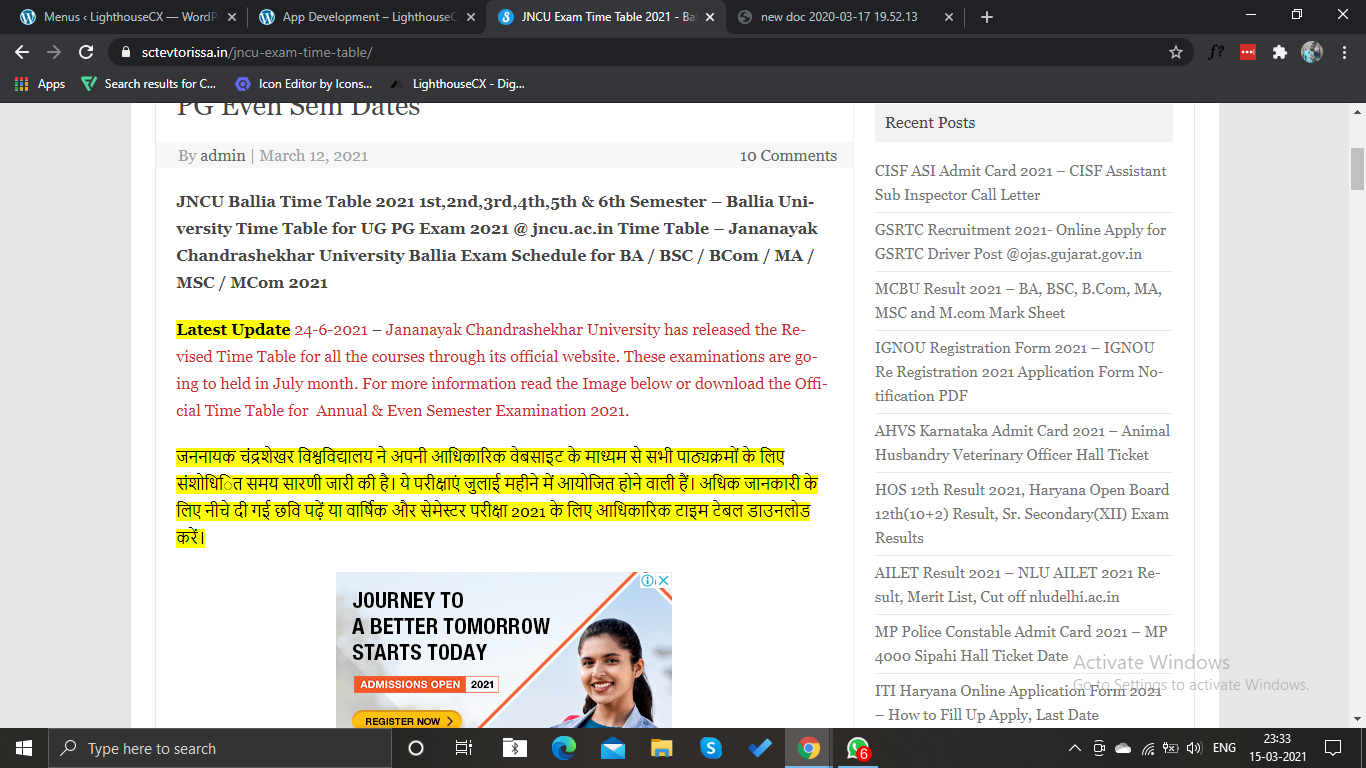 Menus ‹ LighthouseCX — WordP
App Development – LighthouseC
JNCU Exam Time Table 2021 - Bal
new doc 2020-03-17 19.52.13
sctevtorissa.in/jncu-exam-time-table/
f?
Apps
Search results for C...
Icon Editor by Icons...
LighthouseCX - Dig...
PG Even Sem Dates
By admin | March 12, 2021
10 Comments
JNCU Ballia Time Table 2021 1st,2nd,3rd,4th,5th & 6th Semester – Ballia Uni-
versity Time Table for UG PG Exam 2021 @ jncu.ac.in Time Table – Jananayak
Chandrashekhar University Ballia Exam Schedule for BA / BSC / BCom / MA /
MSC / MCom 2021
Latest Update 24-6-2021 – Jananayak Chandrashekhar University has released the Re-
vised Time Table for all the courses through its official website. These examinations are go-
ing to held in July month. For more information read the Image below or download the Offi-
cial Time Table for Annual & Even Semester Examination 2021.
जननायक चंद्रशेखर विश्वविद्यालय ने अपनी आधिकारिक वेबसाइट के माध्यम से सभी पाठ्यक्रमों के लिए
संशोधिित समय सारणी जारी की है। ये परीक्षाएं जुलाई महीने में आयोजित होने वाली हैं। अधिक जानकारी के
लिए नीचे दी गई छवि पढ़ें या वार्षिक और सेमेस्टर परीक्षा 2021 के लिए आधिकारिक टाइम टेबल डाउनलोड
करें।
JOURNEY TO
A BETTER TOMORROW
STARTS TODAY
ADMISSIONS OPEN 2021
REGISTER NOW
Recent Posts
CISF ASI Admit Card 2021 – CISF Assistant
Sub Inspector Call Letter
GSRTC Recruitment 2021- Online Apply for
GSRTC Driver Post @ojas.gujarat.gov.in
MCBU Result 2021 – BA, BSC, B.Com, MA,
MSC and M.com Mark Sheet
IGNOU Registration Form 2021 – IGNOU
Re Registration 2021 Application Form No-
tification PDF
AHVS Karnataka Admit Card 2021 – Animal
Husbandry Veterinary Officer Hall Ticket
HOS 12th Result 2021, Haryana Open Board
12th(10+2) Result, Sr. Secondary(XII) Exam
Results
AILET Result 2021 – NLU AILET 2021 Re-
sult, Merit List, Cut off nludelhi.ac.in
MP Police Constable Admit Card 2021 – MP
4000 Sipahi Hall Ticket Date
ITI Haryana Online Application Form 2021
– How to Fill Up Apply, Last Date
Activate Windows
Go to Settings to activate Windows.
Type here to search
6
ENG
23:33
15-03-2021